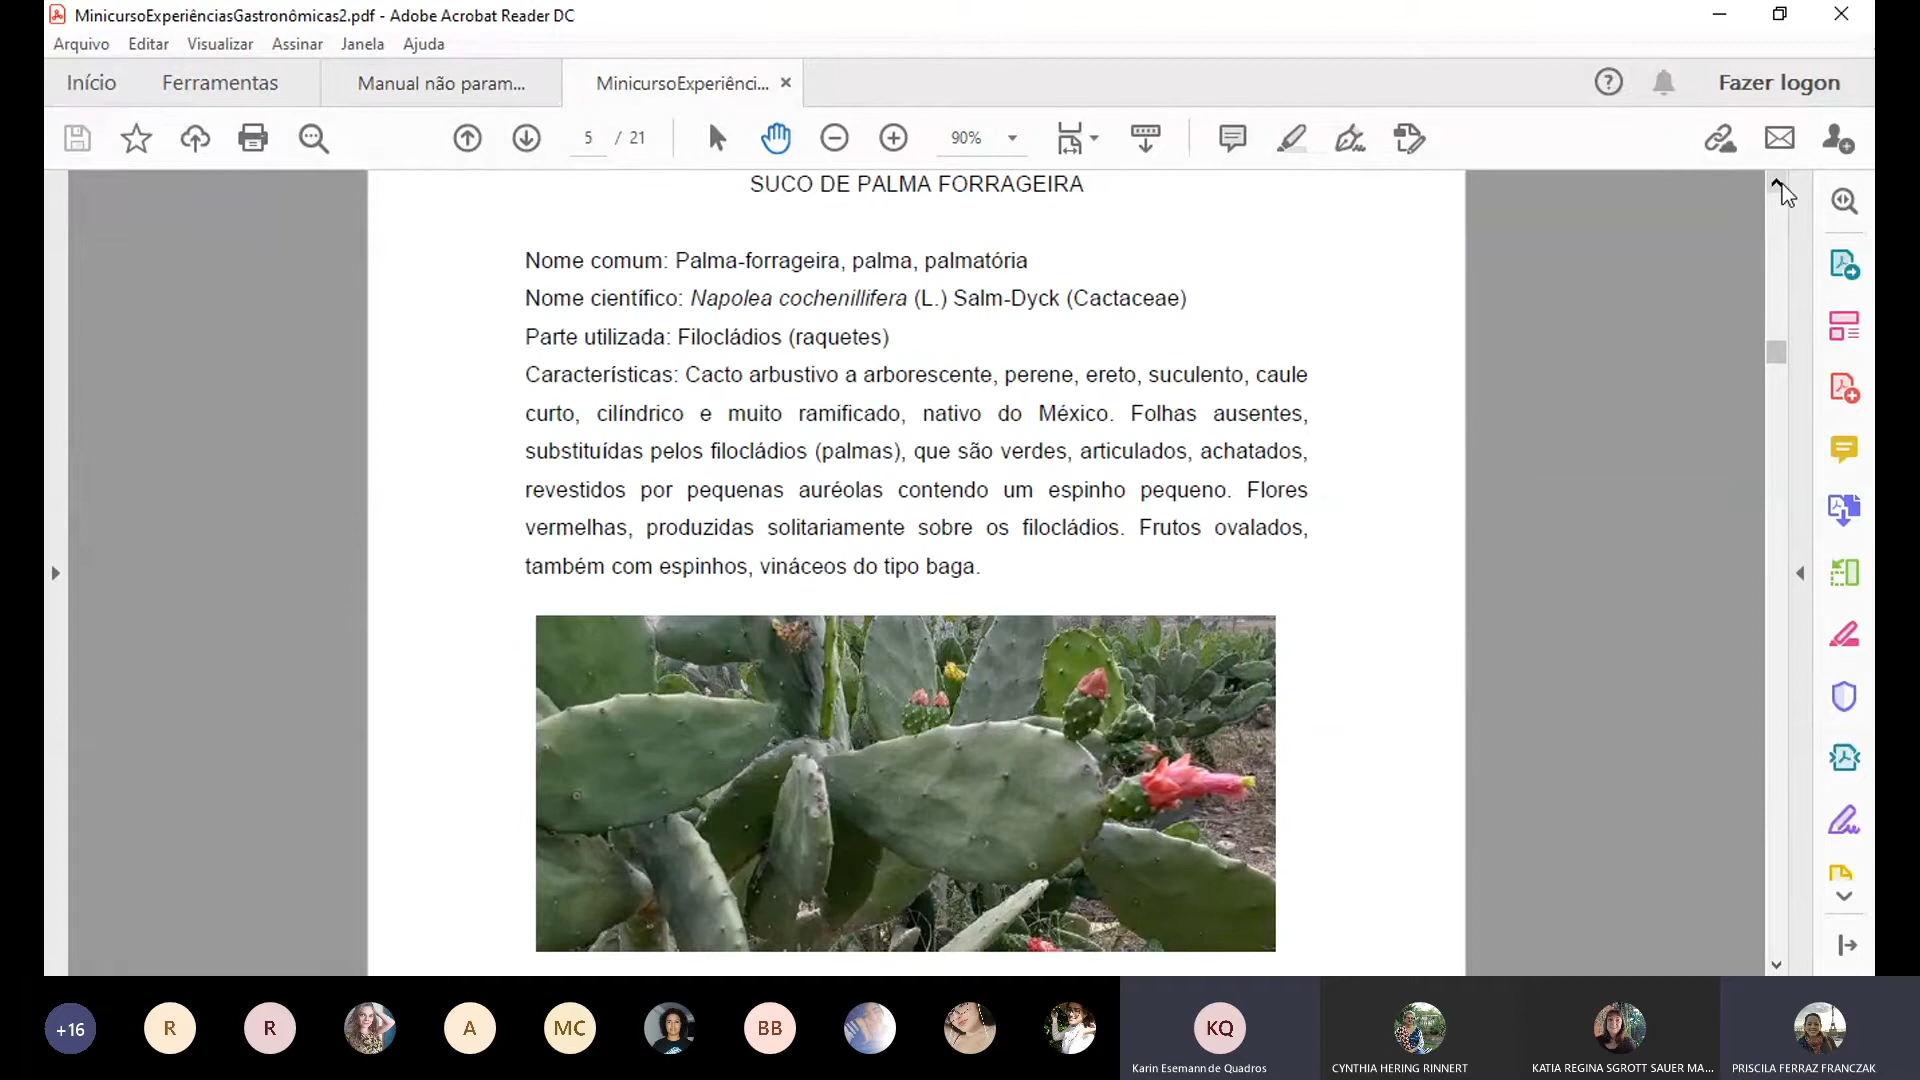 MinicursoExperiênciasGastronômicas2.pdf - Adobe Acrobat Reader DC
Arquivo Editar Visualizar Assinar Janela Ajuda
Início Ferramentas Manual não param... MinicursoExperiênci... Fazer logon
5 / 21 90%
SUCO DE PALMA FORRAGEIRA
Nome comum: Palma-forrageira, palma, palmatória
Nome científico: Napolea cochenillifera (L.) Salm-Dyck (Cactaceae)
Parte utilizada: Filocládios (raquetes)
Características: Cacto arbustivo a arborescente, perene, ereto, suculento, caule
curto, cilíndrico e muito ramificado, nativo do México. Folhas ausentes,
substituídas pelos filocládios (palmas), que são verdes, articulados, achatados,
revestidos por pequenas auréolas contendo um espinho pequeno. Flores
vermelhas, produzidas solitariamente sobre os filocládios. Frutos ovalados,
também com espinhos, vináceos do tipo baga.
+16 R R A MC BB KQ
Karin Esemann de Quadros CYNTHIA HERING RINNERT KATIA REGINA SGROTT SAUER MA... PRISCILA FERRAZ FRANCZAK